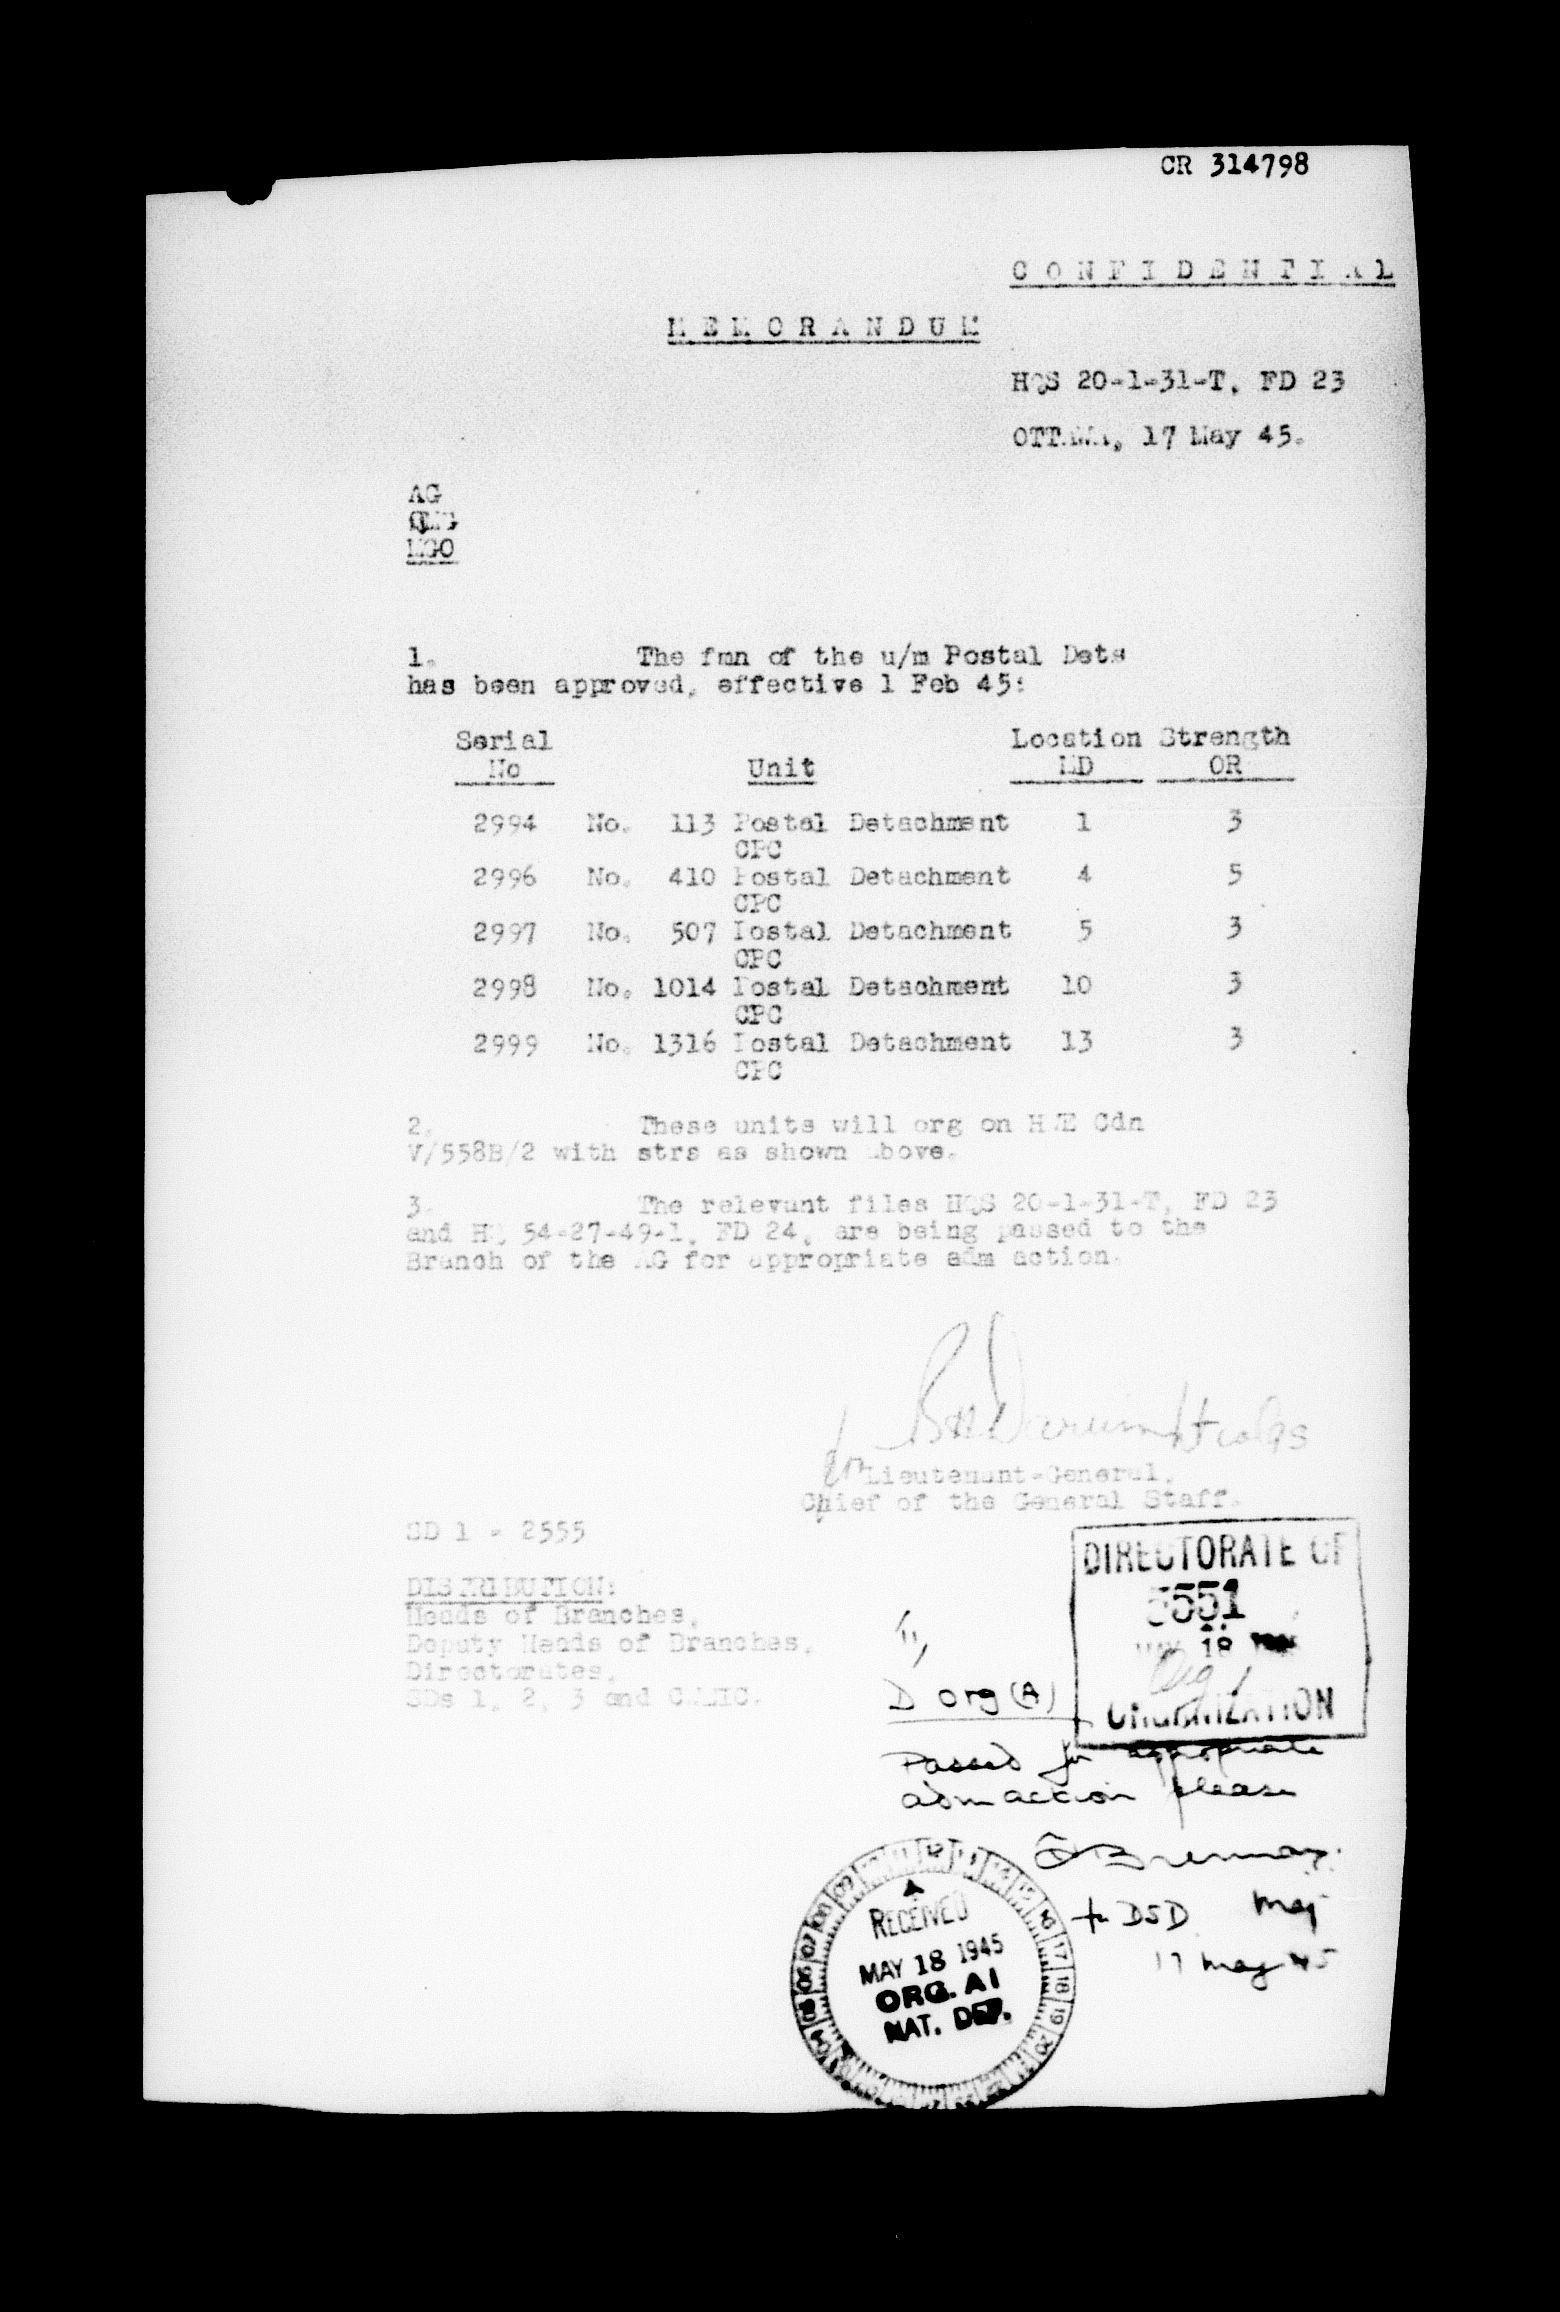 CR 314798
CONFIDENTIAL
MEMORANDUM
HQS 20-1-31-T, FD 23
OTTAWA, 17 May 45.
AG
QMG
MGO
1. The fmn of the u/m Postal Dets
has been approved, effective 1 Feb 45:
Serial Location Strength
No Unit MD OR
2994 No. 113 Postal Detachment 1 3
CPC
2996 No. 410 Postal Detachment 4 5
CPC
2997 No. 507 Postal Detachment 5 3
CPC
2998 No. 1014 Postal Detachment 10 3
CPC
2999 No. 1316 Postal Detachment 13 3
CPC
2. These units will org on HWE Cdn
V/558B/2 with strs as shown above.
3. The relevant files HQS 20-1-31-T, FD 23
and HQ 54-27-49-1, FD 24, are being passed to the
Branch of the AG for appropriate adm action.
for Lieutenant-General,
Chief of the General Staff.
SD 1 - 2555
DISTRIBUTION:
Heads of Branches,
Deputy Heads of Branches,
Directorates,
SDs 1, 2, 3 and CWHC.
DIRECTORATE OF
5551
MAY 18
Org 1
ORGANIZATION
D Org (A)
Passed for appropriate
adm action please
Brennan
Maj
for DSD
17 May 45
RECEIVED
MAY 18 1945
ORG. A1
NAT. DEF.